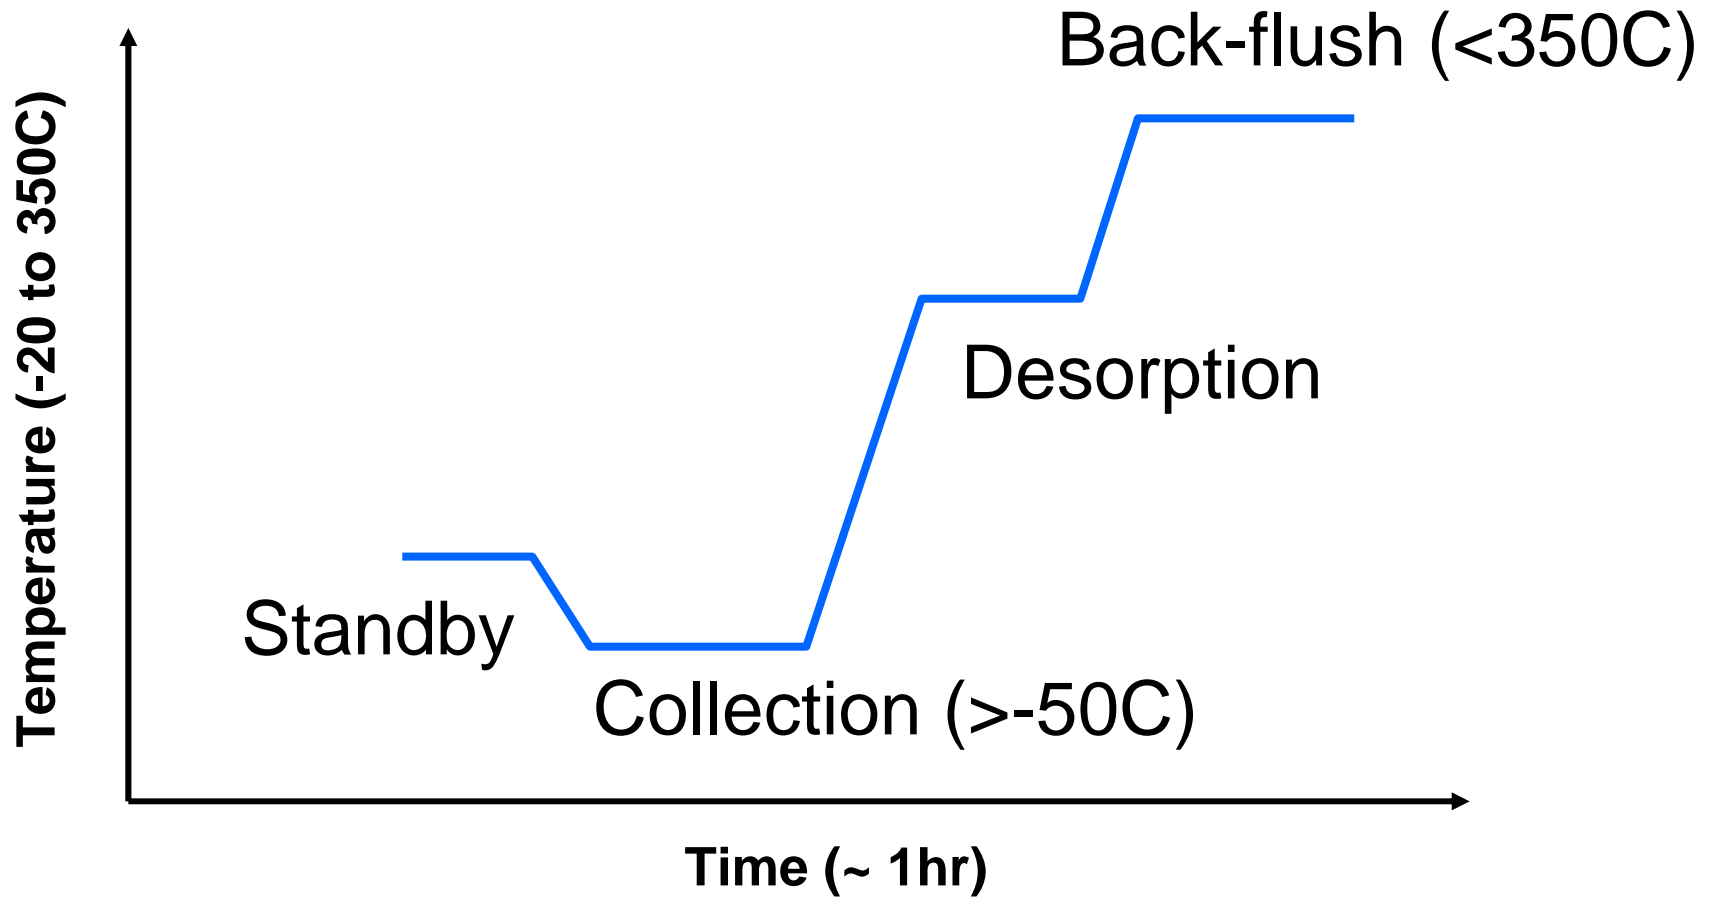 Back-flush (<350C)
Temperature (-20 to 350C)
Desorption
Standby
Collection (>-50C)
Time (~ 1hr)